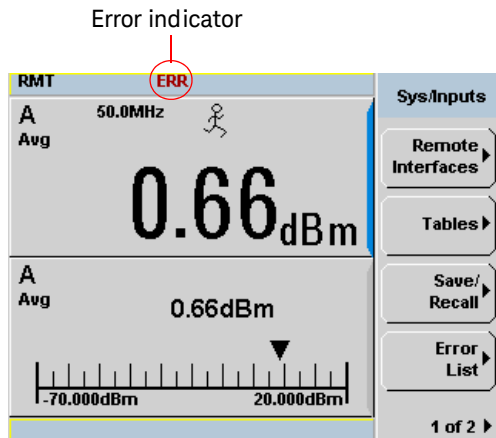 Error indicator
RMT ERR
Sys/Inputs
A 50.0MHz
Avg
0.66dBm
Remote
Interfaces
Tables
A
Avg
0.66dBm
Save/
Recall
Error
List
-70.000dBm 20.000dBm
1 of 2